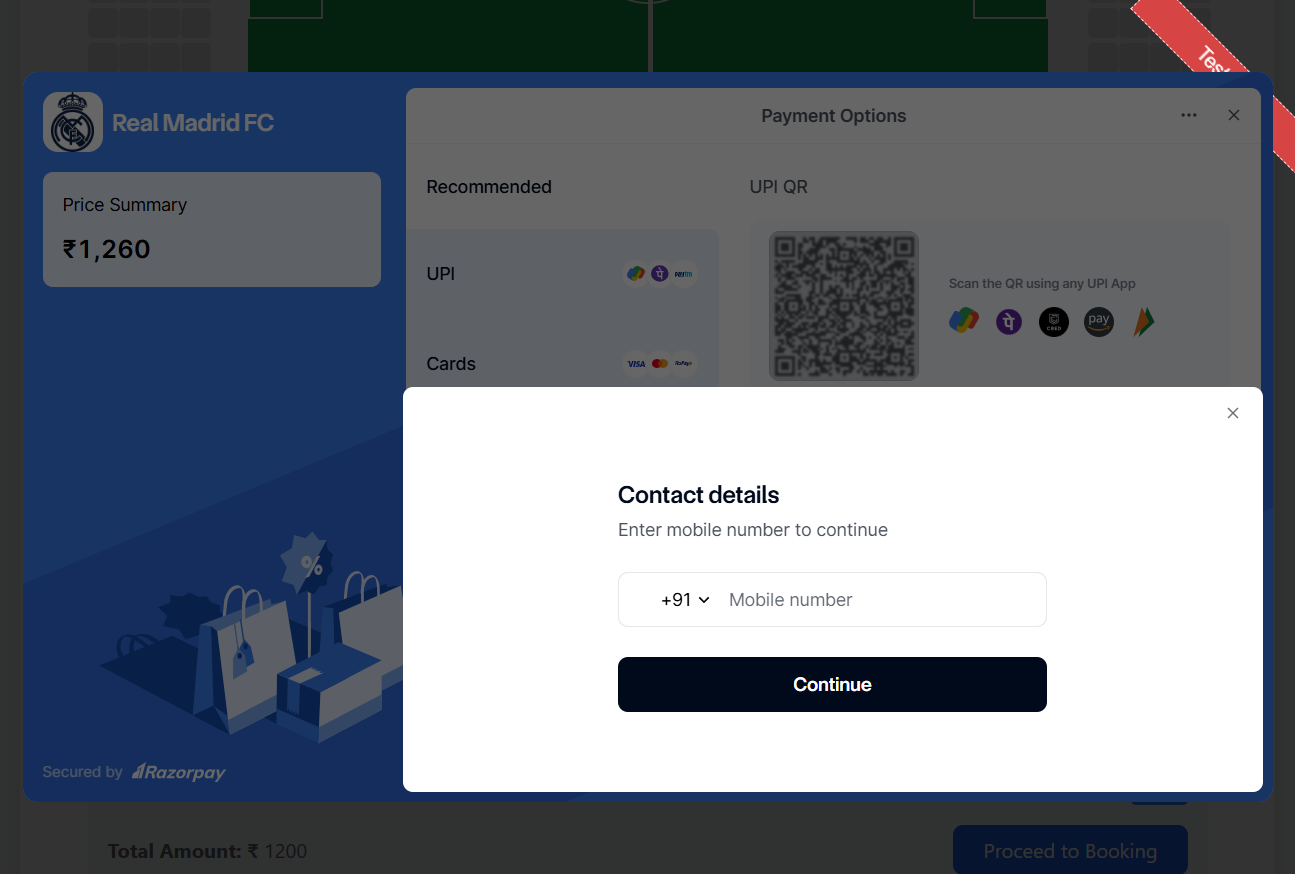 Test
Real Madrid FC
Payment Options
Price Summary
₹1,260
Recommended
UPI QR
UPI
Paytm
Scan the QR using any UPI App
CRED
pay
Cards
VISA
RuPay
Contact details
Enter mobile number to continue
+91
Mobile number
Continue
%
Secured by Razorpay
Total Amount: ₹ 1200
Proceed to Booking